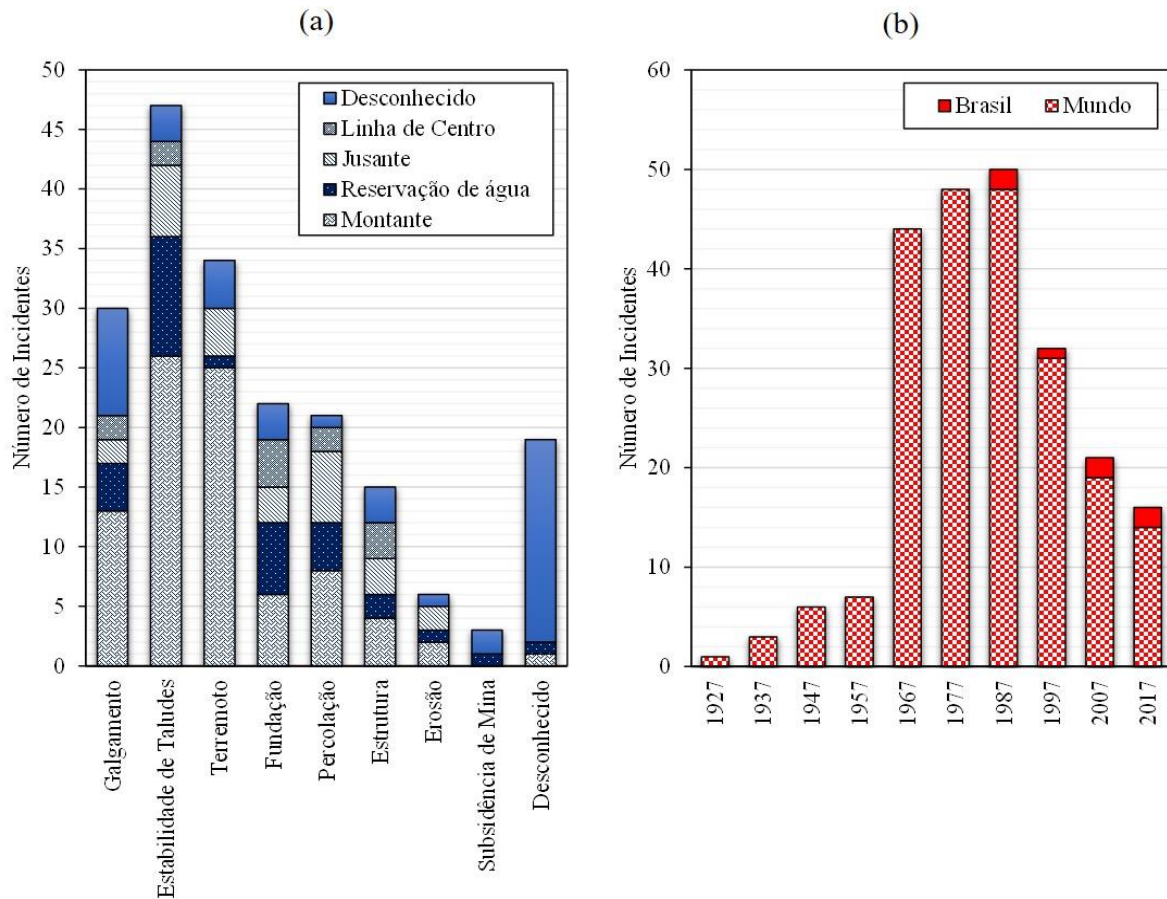 (a)
Número de Incidentes
50
45
40
35
30
25
20
15
10
5
0
Desconhecido
Linha de Centro
Jusante
Reservação de água
Montante
Galgamento
Estabilidade de Taludes
Terremoto
Fundação
Percolação
Estrutura
Erosão
Subsidência de Mina
Desconhecido
(b)
Número de Incidentes
60
50
40
30
20
10
0
Brasil
Mundo
1927
1937
1947
1957
1967
1977
1987
1997
2007
2017